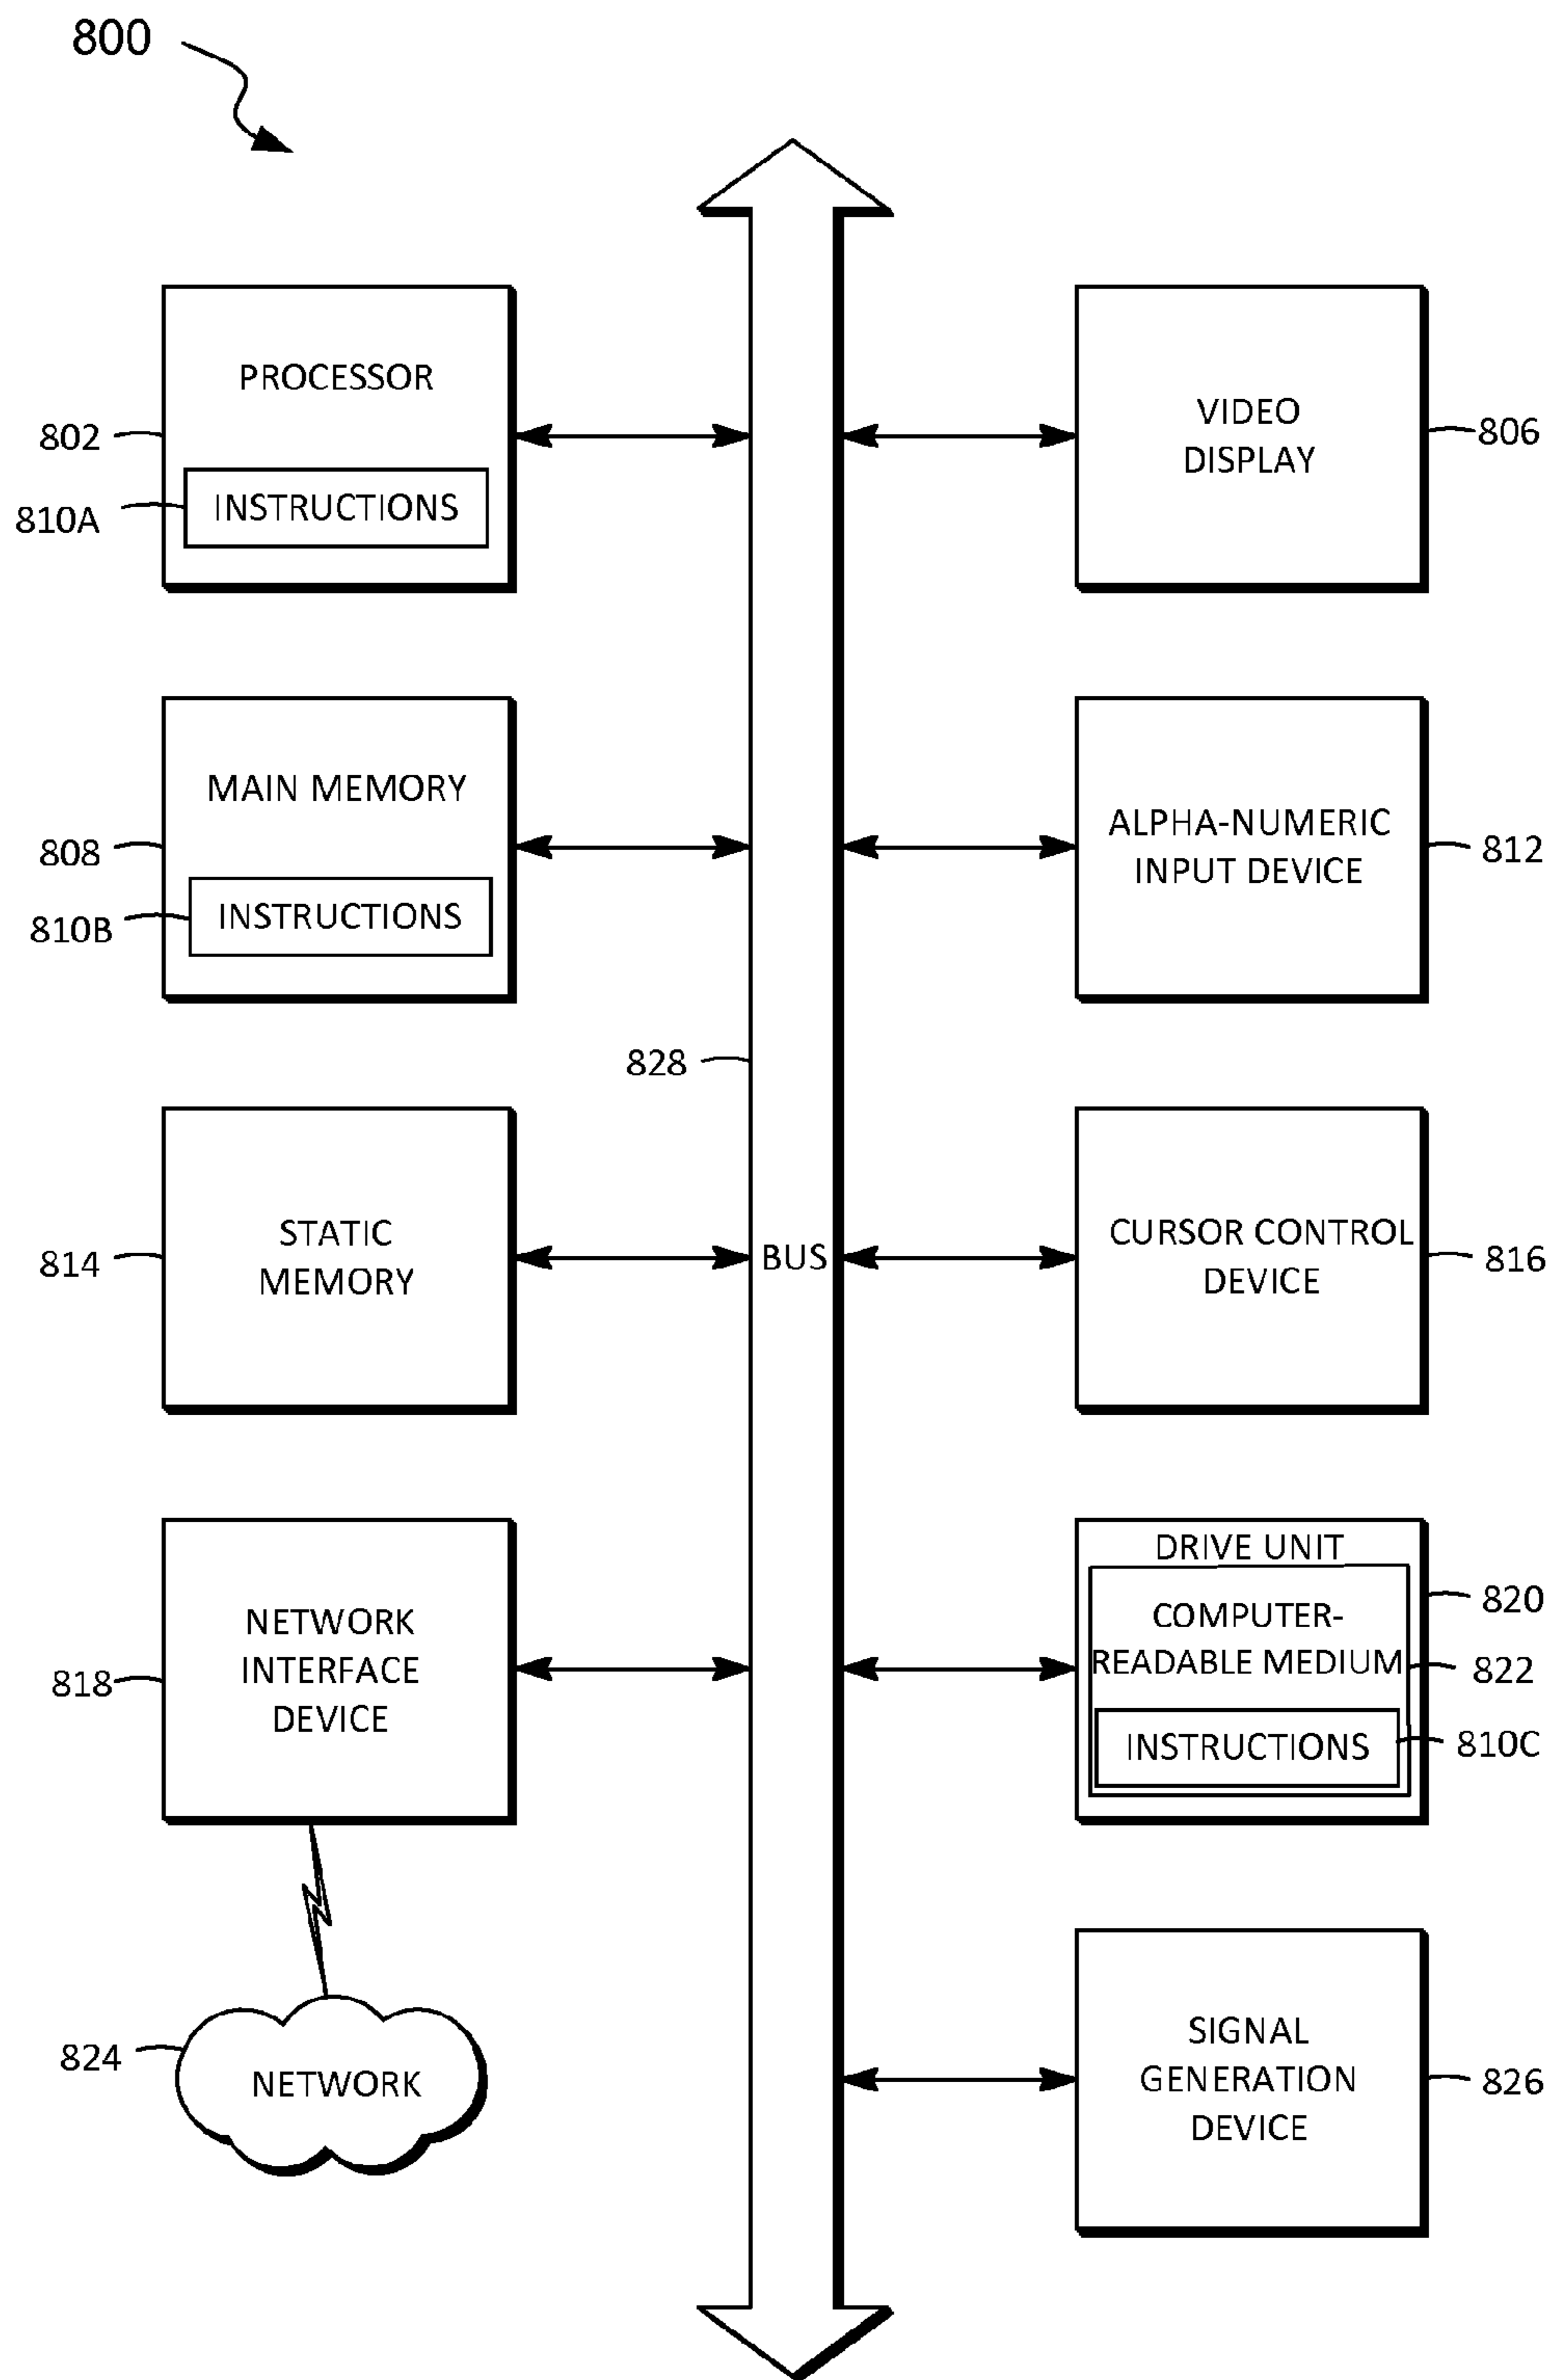 800
PROCESSOR
802
INSTRUCTIONS
810A
VIDEO
DISPLAY
806
MAIN MEMORY
808
INSTRUCTIONS
810B
ALPHA-NUMERIC
INPUT DEVICE
812
828
STATIC
MEMORY
814
BUS
CURSOR CONTROL
DEVICE
816
NETWORK
INTERFACE
DEVICE
818
DRIVE UNIT
820
COMPUTER-
READABLE MEDIUM
822
INSTRUCTIONS
810C
824
NETWORK
SIGNAL
GENERATION
DEVICE
826